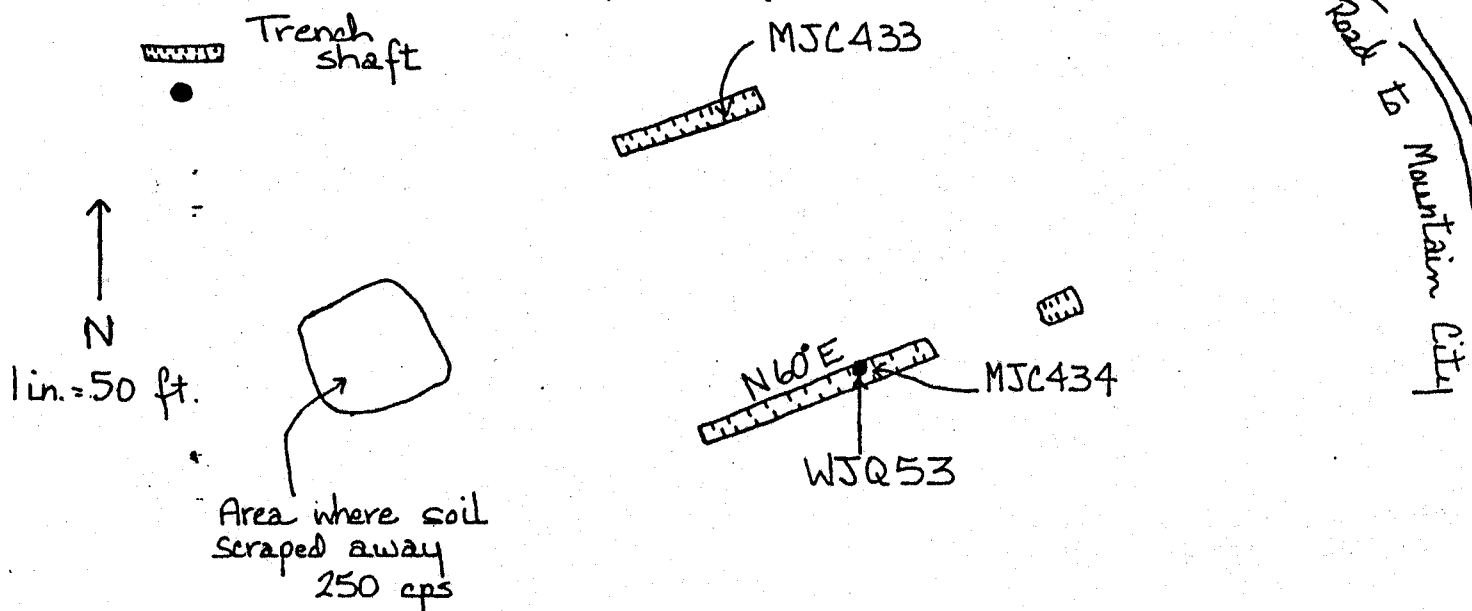 Trench
shaft
MJC433
Road to Mountain City
N
1 in. = 50 ft.
N 60° E
MJC434
WJQ53
Area where soil
scraped away
250 cps